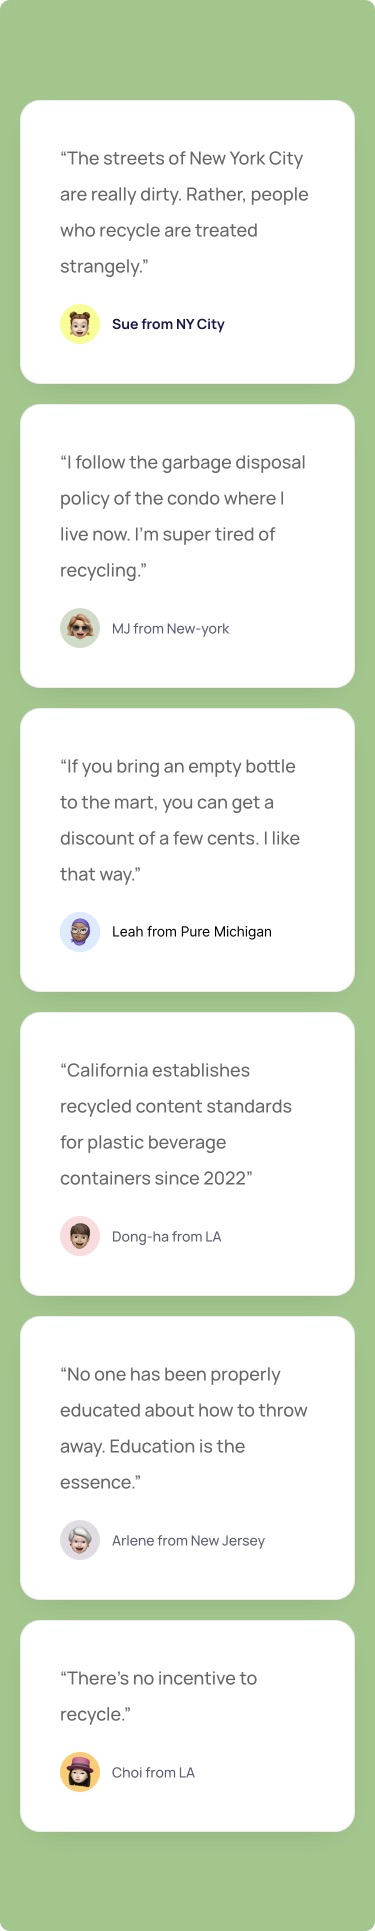 “The streets of New York City
are really dirty. Rather, people
who recycle are treated
strangely.”
Sue from NY City
“I follow the garbage disposal
policy of the condo where I
live now. I’m super tired of
recycling.”
MJ from New-york
“If you bring an empty bottle
to the mart, you can get a
discount of a few cents. I like
that way.”
Leah from Pure Michigan
“California establishes
recycled content standards
for plastic beverage
containers since 2022”
Dong-ha from LA
“No one has been properly
educated about how to throw
away. Education is the
essence.”
Arlene from New Jersey
“There’s no incentive to
recycle.”
Choi from LA